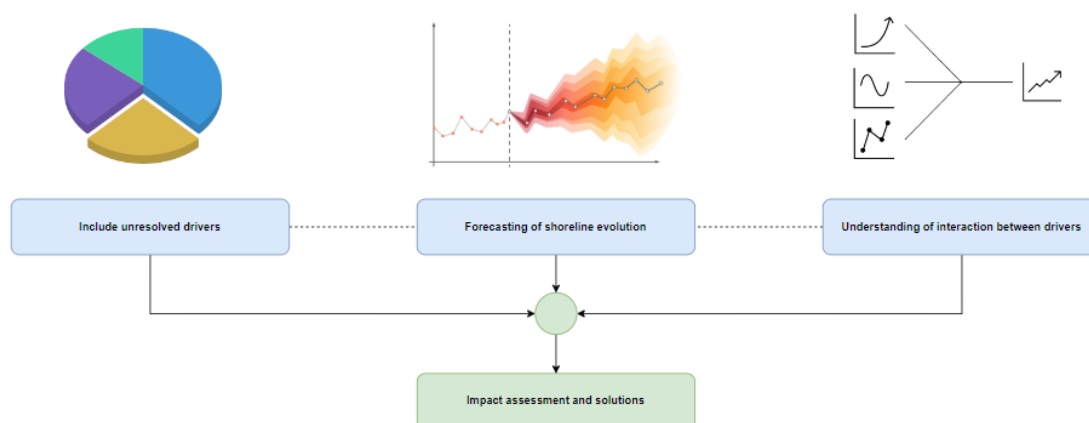 Include unresolved drivers
Forecasting of shoreline evolution
Understanding of interaction between drivers
Impact assessment and solutions